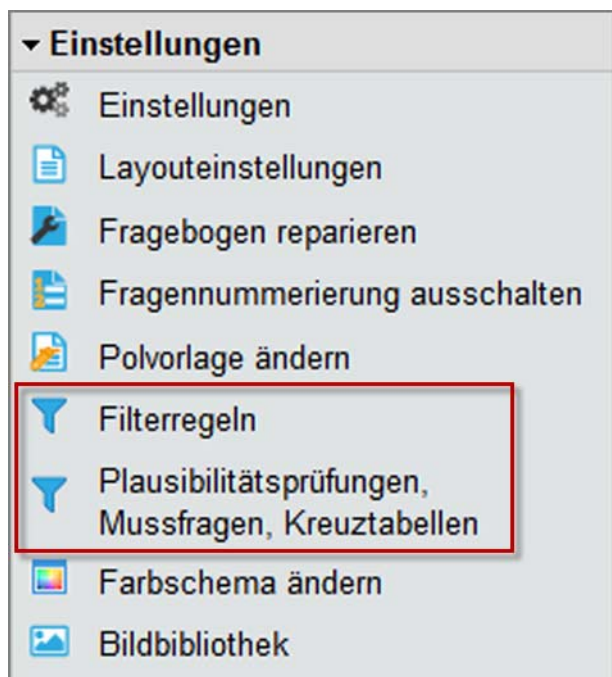 Einstellungen
Einstellungen
Layouteinstellungen
Fragebogen reparieren
Fragennummerierung ausschalten
Polvorlage ändern
Filterregeln
Plausibilitätsprüfungen,
Mussfragen, Kreuztabellen
Farbschema ändern
Bildbibliothek